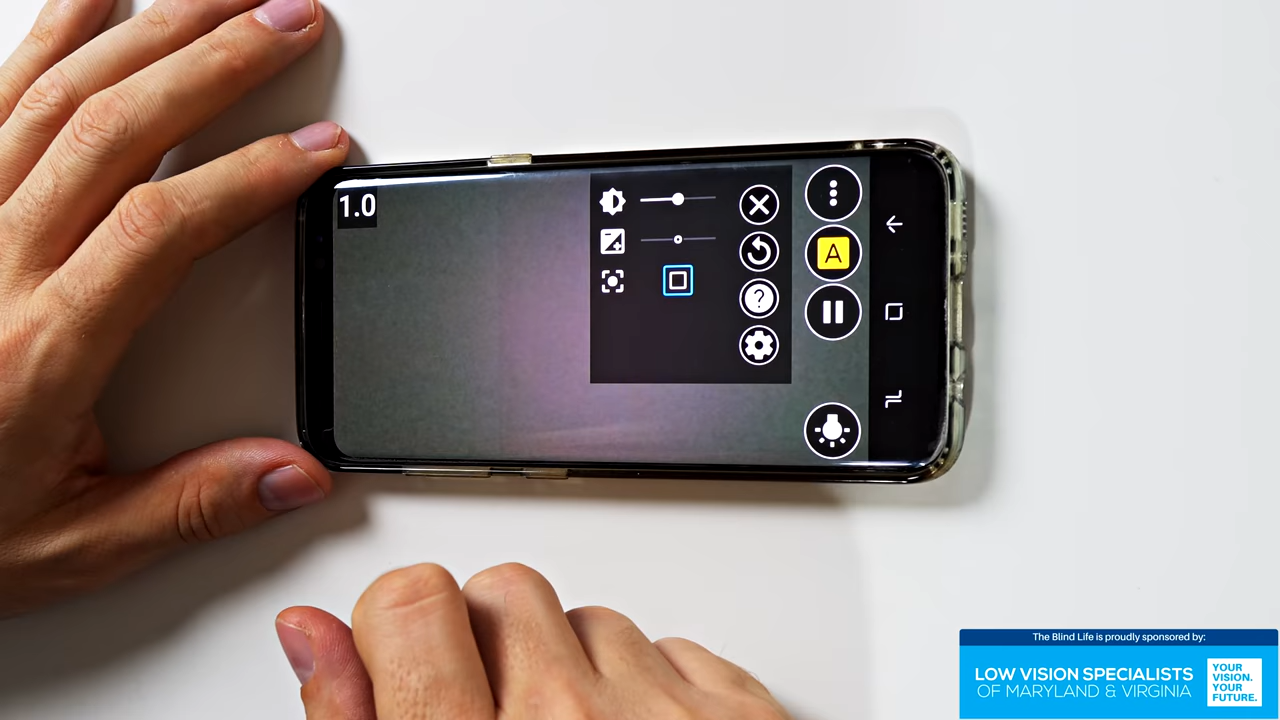 1.0
A
?
The Blind Life is proudly sponsored by:
LOW VISION SPECIALISTS
OF MARYLAND & VIRGINIA
YOUR
VISION.
YOUR
FUTURE.